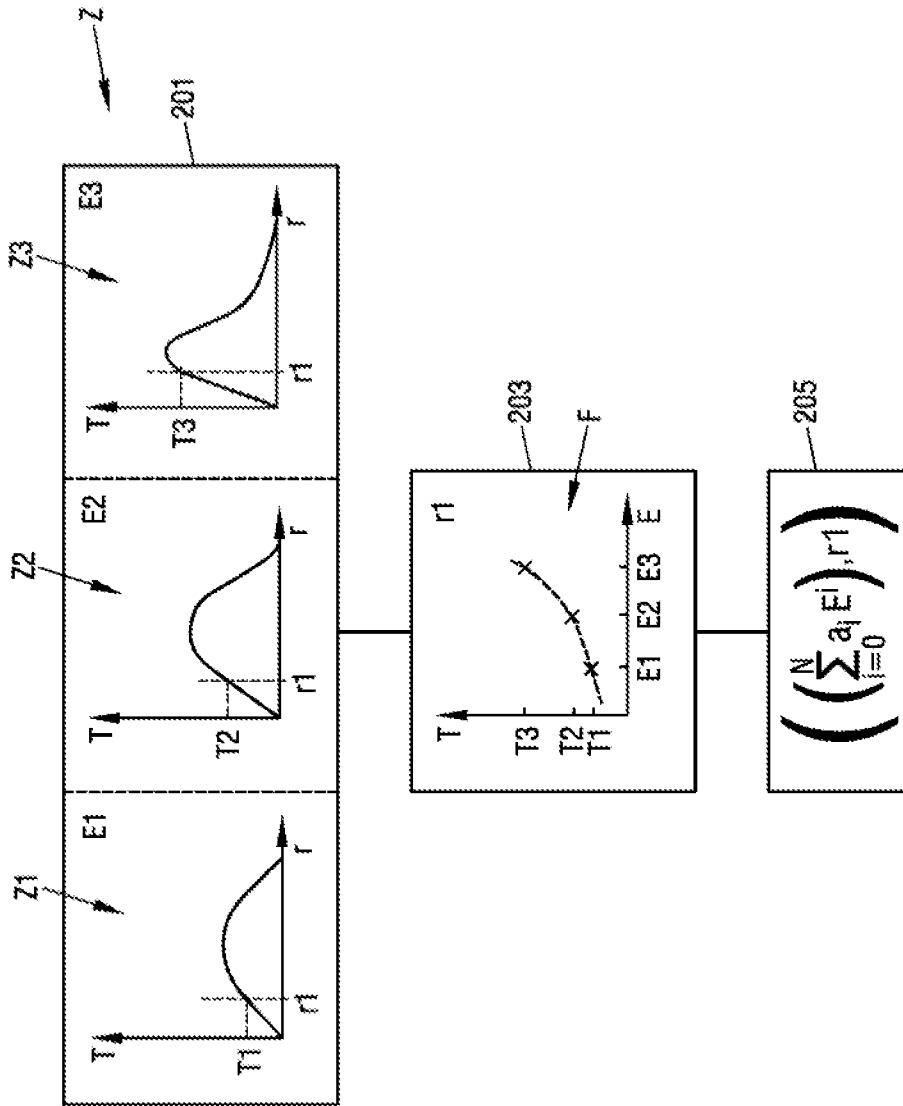 Z
201
Z1
Z2
Z3
E1
T
T1
r1
r
E2
T
T2
r1
r
E3
T
T3
r1
r
203
F
r1
T
T3
T2
T1
E1
E2
E3
E
205
((∑_{i=0}^{N} a_i E^i), r1)